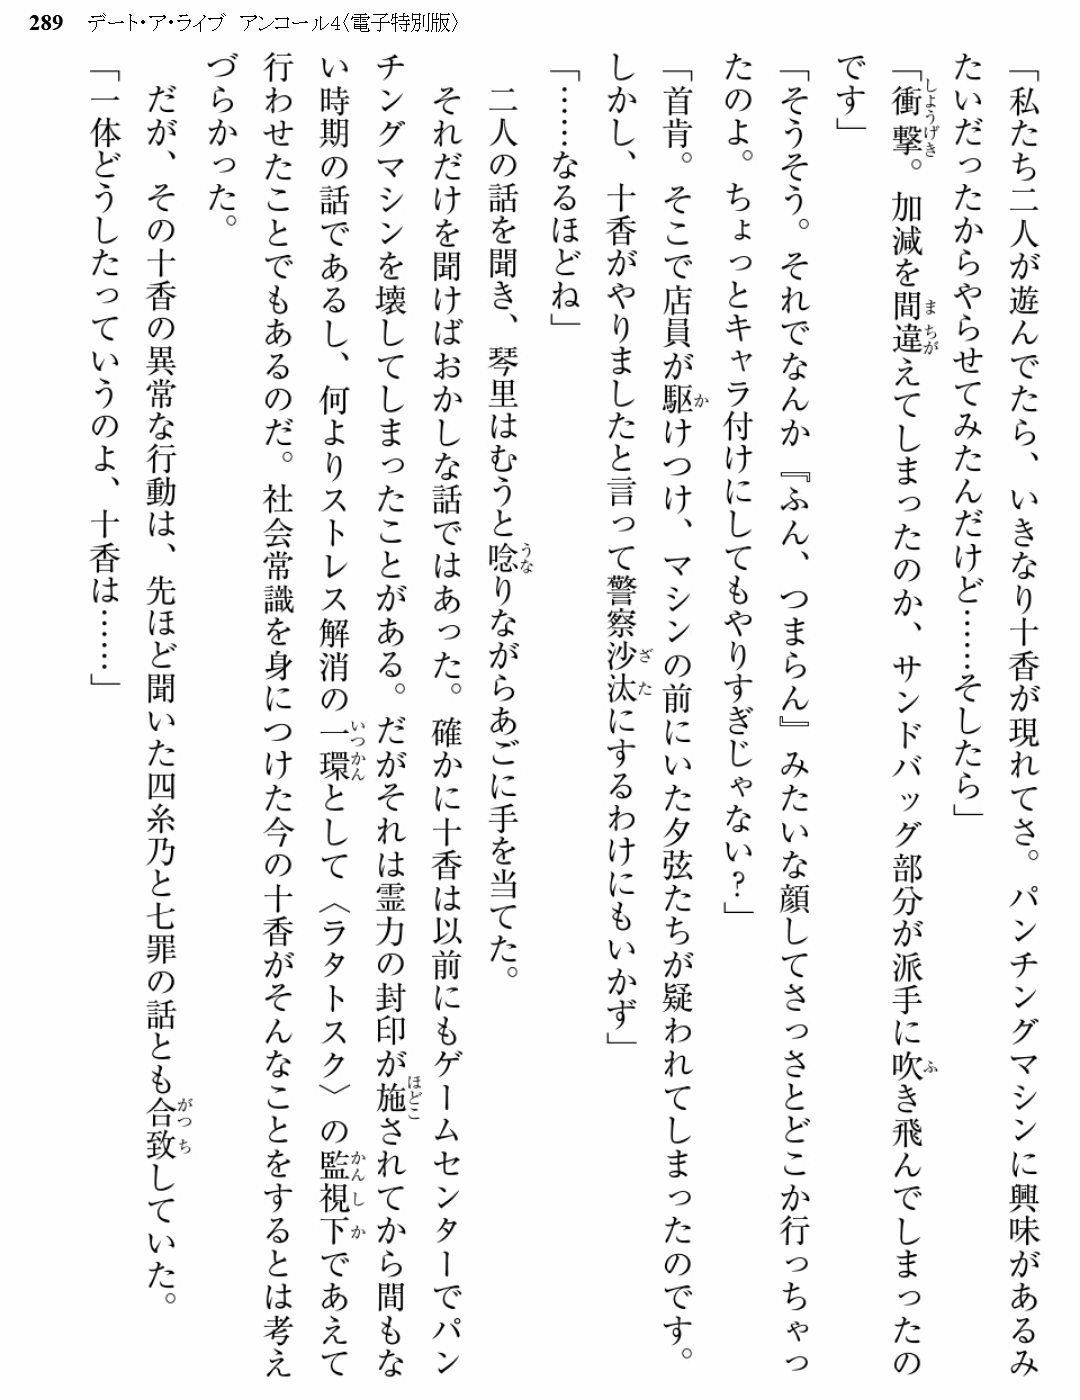 289 デート・ア・ライブ アンコール4〈電子特別版〉
「私たち二人が遊んでたら、いきなり十香が現れてさ。パンチングマシンに興味があるみ
たいだったからやらせてみたんだけど……そしたら」
「衝撃。加減を間違えてしまったのか、サンドバッグ部分が派手に吹き飛んでしまったの
です」
「そうそう。それでなんか『ふん、つまらん』みたいな顔してさっさとどこか行っちゃっ
たのよ。ちょっとキャラ付けにしてもやりすぎじゃない？」
「首肯。そこで店員が駆けつけ、マシンの前にいた夕弦たちが疑われてしまったのです。
しかし、十香がやりましたと言って警察沙汰にするわけにもいかず」
「……なるほどね」
二人の話を聞き、琴里はむうと唸りながらあごに手を当てた。
それだけを聞けばおかしな話ではあった。確かに十香は以前にもゲームセンターでパン
チングマシンを壊してしまったことがある。だがそれは霊力の封印が施されてから間もな
い時期の話であるし、何よりストレス解消の一環として〈ラタトスク〉の監視下であえて
行わせたことでもあるのだ。社会常識を身につけた今の十香がそんなことをするとは考え
づらかった。
だが、その十香の異常な行動は、先ほど聞いた四糸乃と七罪の話とも合致していた。
「一体どうしたっていうのよ、十香は……」